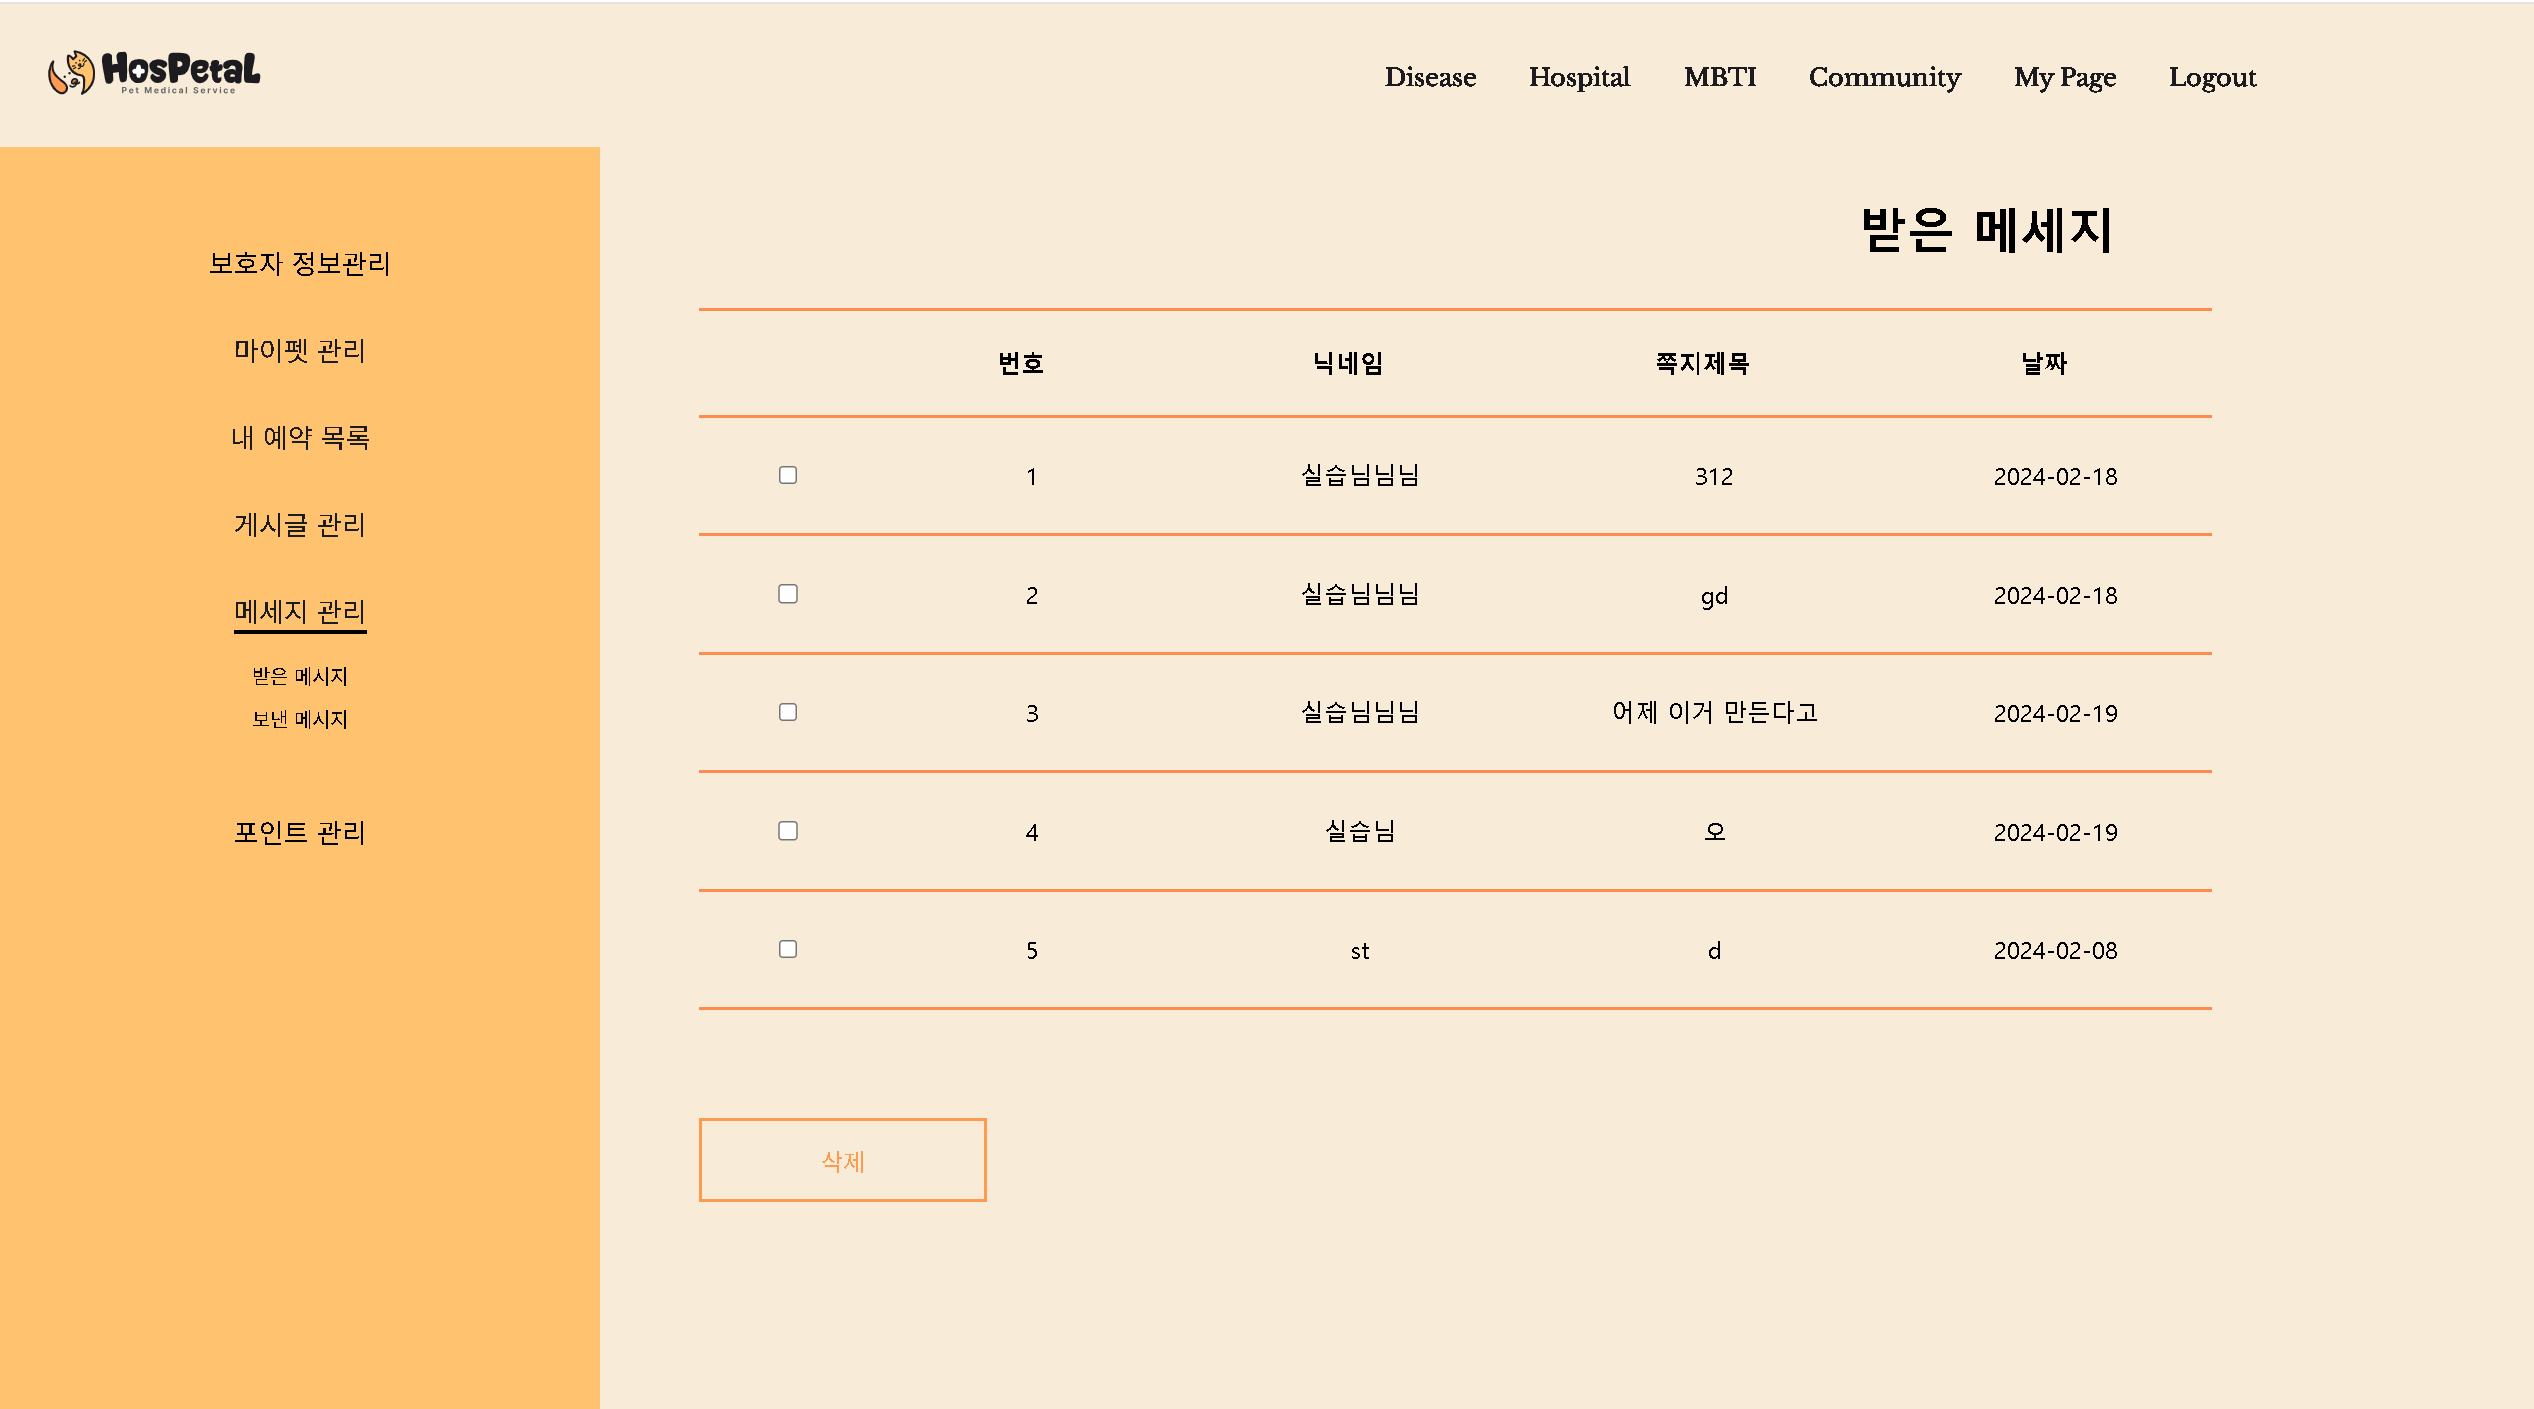 HosPetaL
Pet Medical Service
Disease Hospital MBTI Community My Page Logout
보호자 정보관리
마이펫 관리
내 예약 목록
게시글 관리
메세지 관리
받은 메시지
보낸 메시지
포인트 관리
받은 메세지
번호 닉네임 쪽지제목 날짜
1 실습님님님 312 2024-02-18
2 실습님님님 gd 2024-02-18
3 실습님님님 어제 이거 만든다고 2024-02-19
4 실습님 오 2024-02-19
5 st d 2024-02-08
삭제